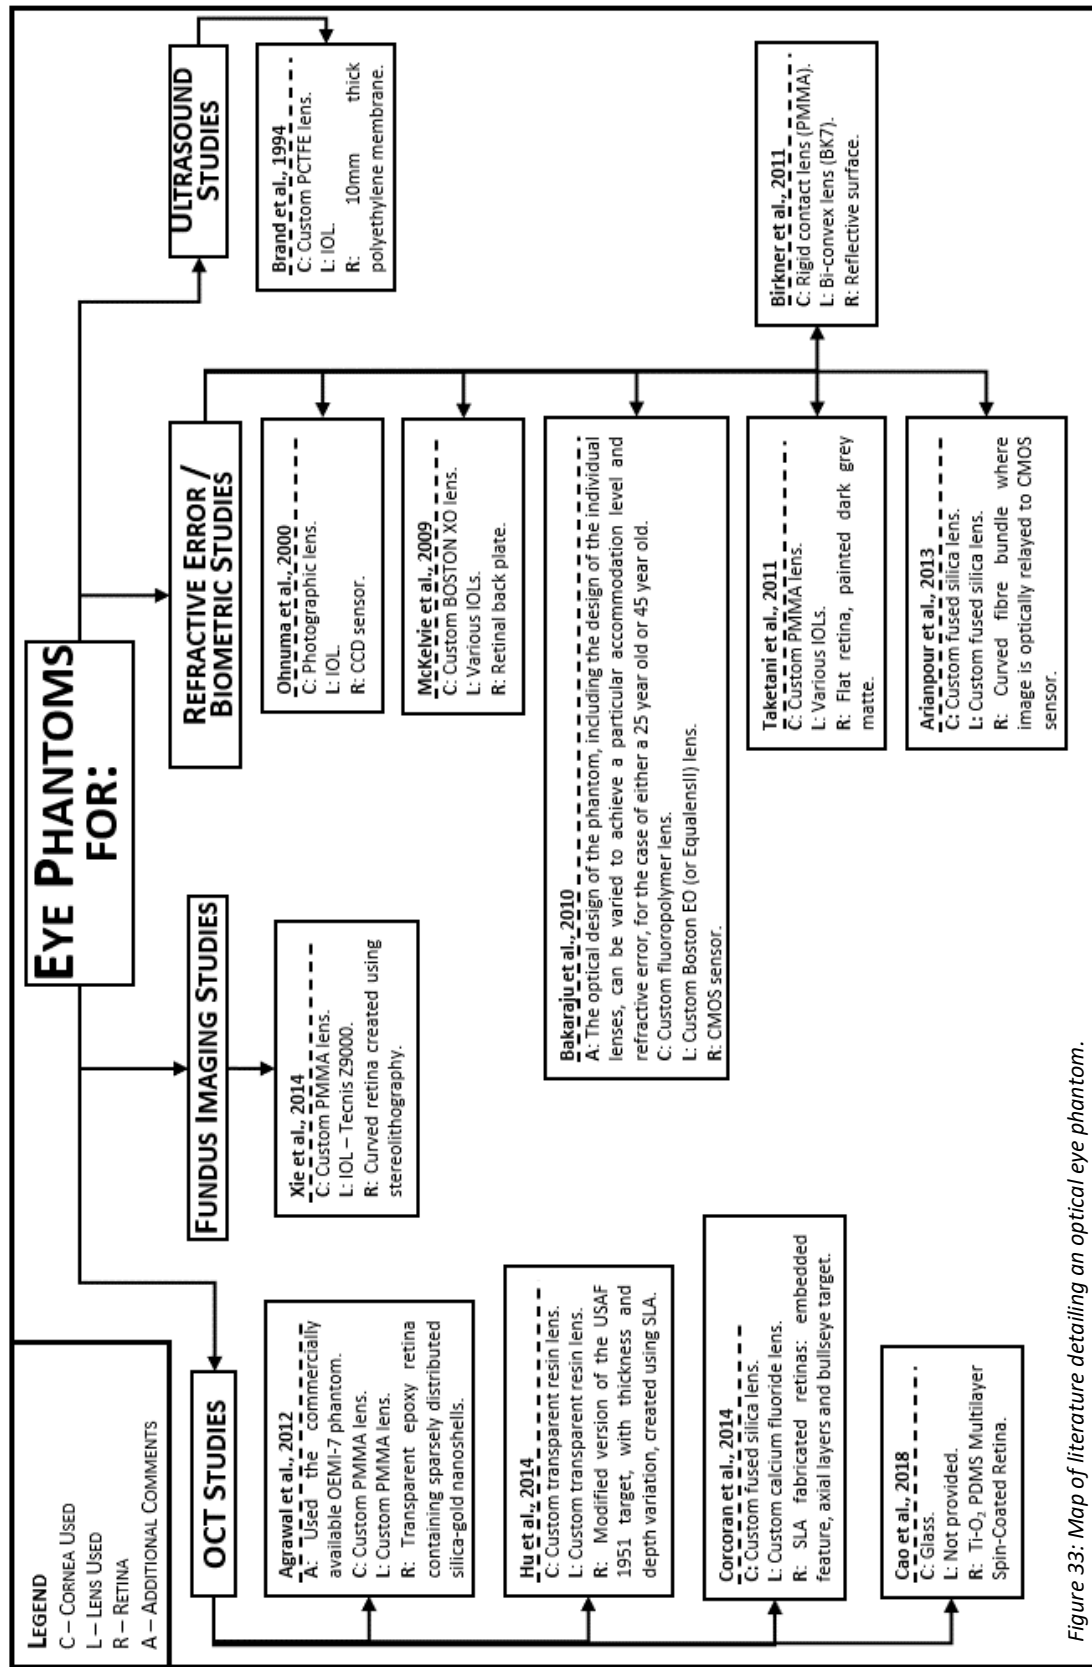 LEGEND
C – CORNEA USED
L – LENS USED
R – RETINA
A – ADDITIONAL COMMENTS
EYE PHANTOMS
FOR:
OCT STUDIES
Agrawal et al., 2012
A: Used the commercially
available OEMI-7 phantom.
C: Custom PMMA lens.
L: Custom PMMA lens.
R: Transparent epoxy retina
containing sparsely distributed
silica-gold nanoshells.
Hu et al., 2014
C: Custom transparent resin lens.
L: Custom transparent resin lens.
R: Modified version of the USAF
1951 target, with thickness and
depth variation, created using SLA.
Corcoran et al., 2014
C: Custom fused silica lens.
L: Custom calcium fluoride lens.
R: SLA fabricated retinas: embedded
feature, axial layers and bullseye target.
Cao et al., 2018
C: Glass.
L: Not provided.
R: Ti-O₂ PDMS Multilayer
Spin-Coated Retina.
FUNDUS IMAGING STUDIES
Xie et al., 2014
C: Custom PMMA lens.
L: IOL – Tecnis Z9000.
R: Curved retina created using
stereolithography.
REFRACTIVE ERROR /
BIOMETRIC STUDIES
Ohnuma et al., 2000
C: Photographic lens.
L: IOL.
R: CCD sensor.
McKelvie et al., 2009
C: Custom BOSTON XO lens.
L: Various IOLs.
R: Retinal back plate.
Bakaraju et al., 2010
A: The optical design of the phantom, including the design of the individual
lenses, can be varied to achieve a particular accommodation level and
refractive error, for the case of either a 25 year old or 45 year old.
C: Custom fluoropolymer lens.
L: Custom Boston EO (or EqualensII) lens.
R: CMOS sensor.
Taketani et al., 2011
C: Custom PMMA lens.
L: Various IOLs.
R: Flat retina, painted dark grey
matte.
Arianpour et al., 2013
C: Custom fused silica lens.
L: Custom fused silica lens.
R: Curved fibre bundle where
image is optically relayed to CMOS
sensor.
Birkner et al., 2011
C: Rigid contact lens (PMMA).
L: Bi-convex lens (BK7).
R: Reflective surface.
ULTRASOUND
STUDIES
Brand et al., 1994
C: Custom PCTFE lens.
L: IOL.
R: 10mm thick
polyethylene membrane.
Figure 33: Map of literature detailing an optical eye phantom.